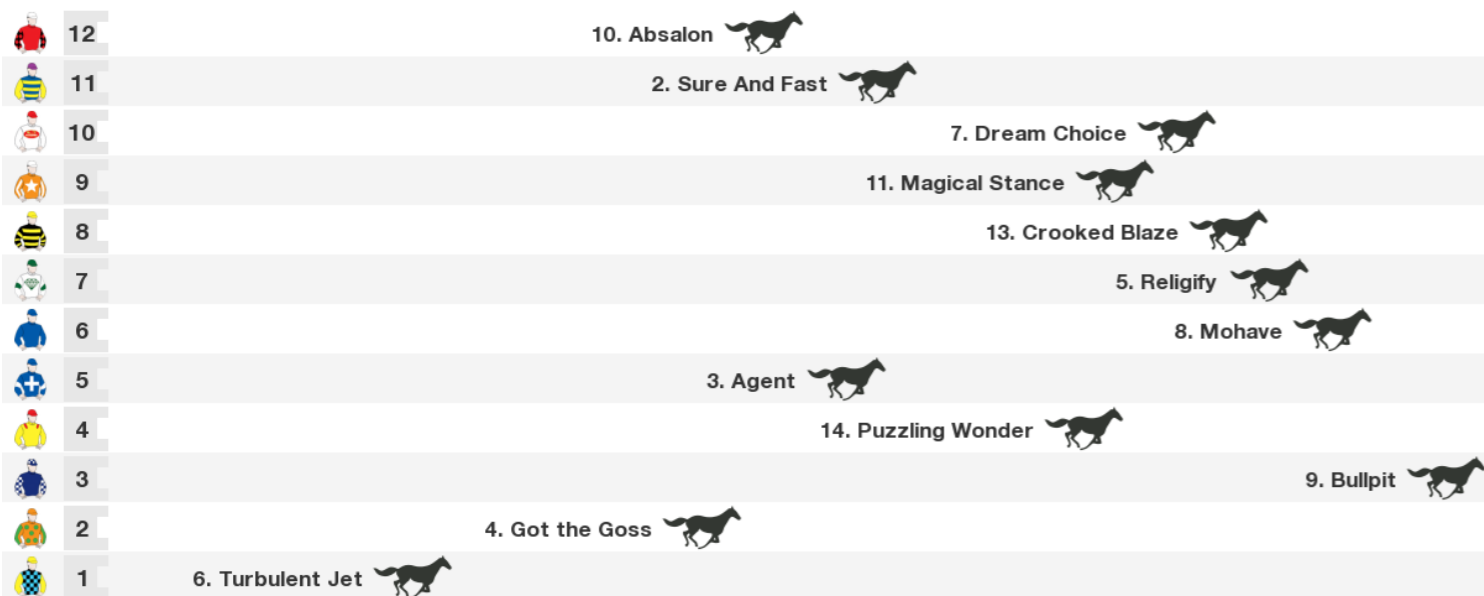 12 10. Absalon
11 2. Sure And Fast
10 7. Dream Choice
9 11. Magical Stance
8 13. Crooked Blaze
7 5. Religify
6 8. Mohave
5 3. Agent
4 14. Puzzling Wonder
3 9. Bullpit
2 4. Got the Goss
1 6. Turbulent Jet